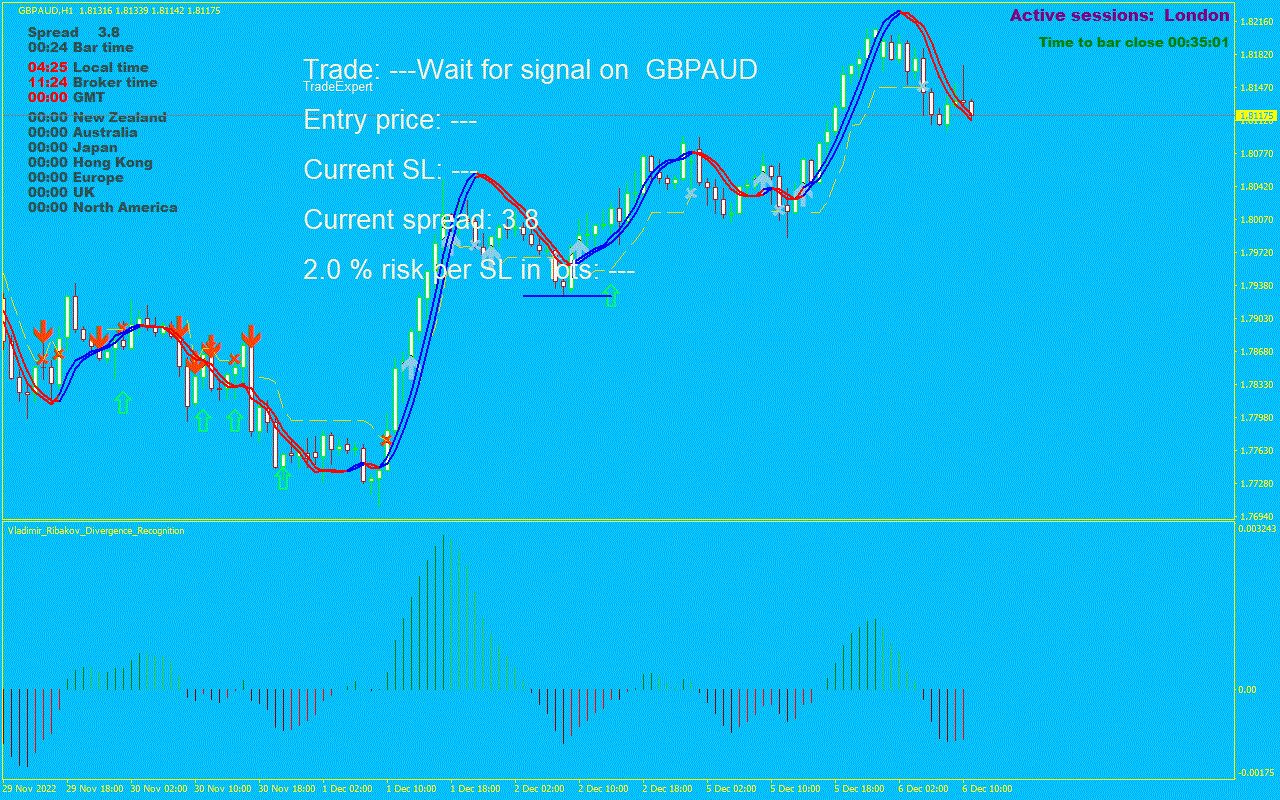 GBPAUD,H1 1.81316 1.81339 1.81142 1.81175
Active sessions: London
Time to bar close 00:35:01
Spread 3.8
00:24 Bar time
04:25 Local time
11:24 Broker time
00:00 GMT
00:00 New Zealand
00:00 Australia
00:00 Japan
00:00 Hong Kong
00:00 Europe
00:00 UK
00:00 North America
Trade: ---Wait for signal on GBPAUD
TradeExpert
Entry price: ---
Current SL: ---
Current spread: 3.8
2.0 % risk per SL in lots: ---
1.82160
1.81820
1.81470
1.81175
1.80770
1.80420
1.80070
1.79720
1.79380
1.79030
1.78680
1.78330
1.77980
1.77630
1.77280
1.76940
Vladimir_Ribakov_Divergence_Recognition
0.003243
0.00
-0.00175
29 Nov 2022 29 Nov 18:00 30 Nov 02:00 30 Nov 10:00 30 Nov 18:00 1 Dec 02:00 1 Dec 10:00 1 Dec 18:00 2 Dec 02:00 2 Dec 10:00 2 Dec 18:00 5 Dec 02:00 5 Dec 10:00 5 Dec 18:00 6 Dec 02:00 6 Dec 10:00